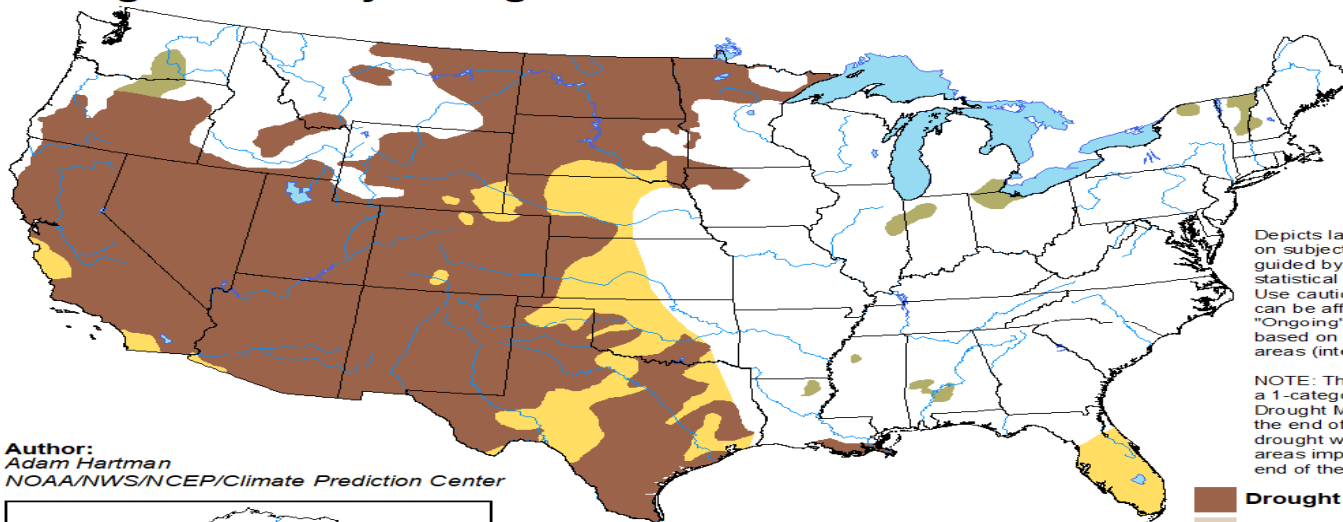 Depicts la
on subject
guided by
statistical
Use cautio
can be aff
"Ongoing"
based on
areas (inte
NOTE: Th
a 1-catego
Drought M
the end of
drought w
areas imp
end of the
Author:
Adam Hartman
NOAA/NWS/NCEP/Climate Prediction Center
Drought